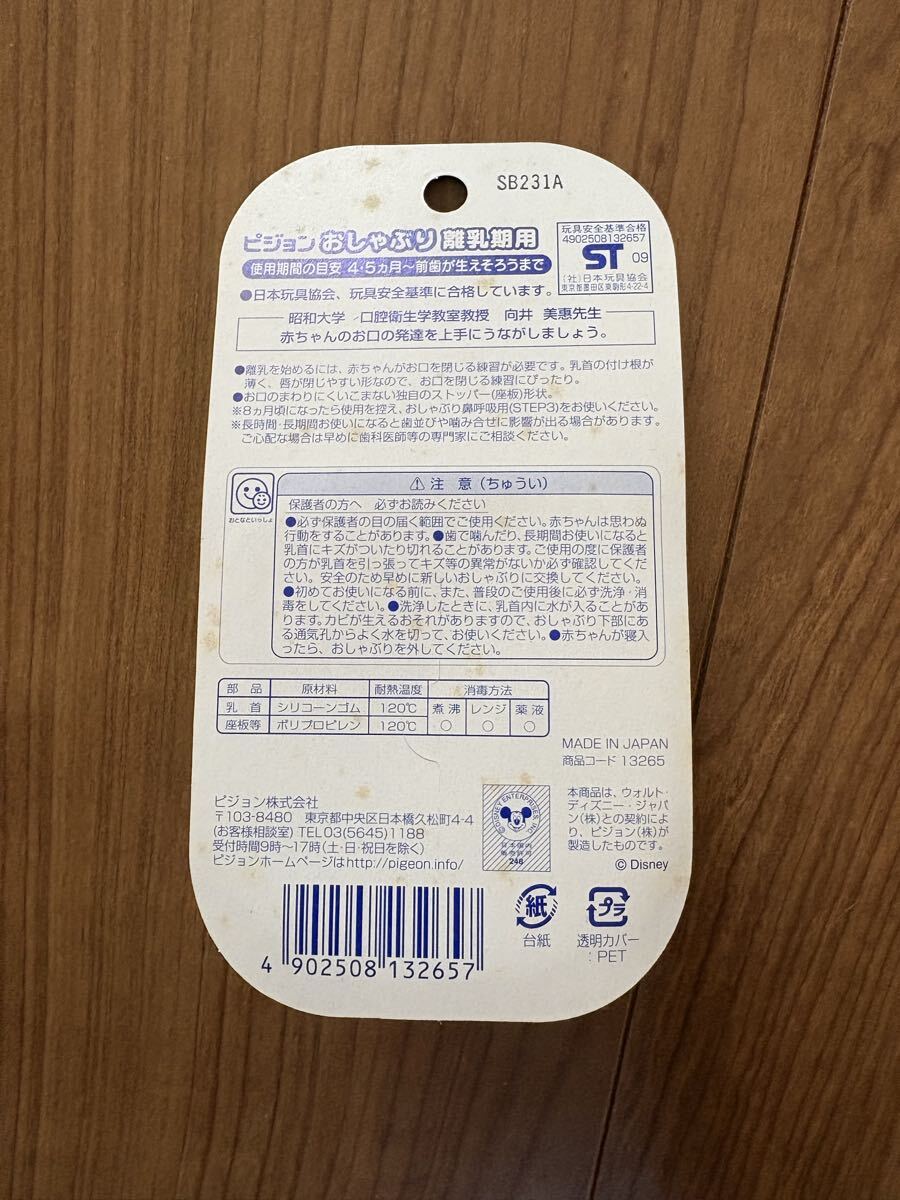 SB231A
ピジョン おしゃぶり 離乳期用
使用期間の目安 4・5ヵ月～前歯が生えそろうまで
玩具安全基準合格
4902508132657
ST 09
(社)日本玩具協会
東京都墨田区東駒形4-22-4
●日本玩具協会、玩具安全基準に合格しています。
昭和大学 口腔衛生学教室教授 向井 美惠先生
赤ちゃんのお口の発達を上手にうながしましょう。
●離乳を始めるには、赤ちゃんがお口を閉じる練習が必要です。乳首の付け根が
薄く、唇が閉じやすい形なので、お口を閉じる練習にぴったり。
●お口のまわりにくいこまない独自のストッパー(座板)形状。
※8ヵ月頃になったら使用を控え、おしゃぶり鼻呼吸用(STEP3)をお使いください。
※長時間・長期間お使いになると歯並びや噛み合せに影響が出る場合があります。
ご心配な場合は早めに歯科医師等の専門家にご相談ください。
おとなといっしょ
⚠注 意(ちゅうい)
保護者の方へ 必ずお読みください
●必ず保護者の目の届く範囲でご使用ください。赤ちゃんは思わぬ
行動をすることがあります。●歯で噛んだり、長期間お使いになると
乳首にキズがついたり切れることがあります。ご使用の度に保護者
の方が乳首を引っ張ってキズ等の異常がないか必ず確認してくだ
さい。安全のため早めに新しいおしゃぶりに交換してください。
●初めてお使いになる前に、また、普段のご使用後に必ず洗浄・消
毒をしてください。●洗浄したときに、乳首内に水が入ることがあ
ります。カビが生えるおそれがありますので、おしゃぶり下部にあ
る通気孔からよく水を切って、お使いください。●赤ちゃんが寝入
ったら、おしゃぶりを外してください。
部 品 原材料 耐熱温度 消毒方法
乳 首 シリコーンゴム 120℃ 煮 沸 レンジ 薬 液
座板等 ポリプロピレン 120℃ ○ ○ ○
MADE IN JAPAN
商品コード 13265
ピジョン株式会社
〒103-8480 東京都中央区日本橋久松町4-4
(お客様相談室) TEL03(5645)1188
受付時間9時～17時(土・日・祝日を除く)
ピジョンホームページはhttp://pigeon.info/
©DISNEY ENTERPRISES, INC.
日本国内
販売許可
248
本商品は、ウォルト・
ディズニー・ジャパ
ン(株)との契約によ
り、ピジョン(株)が
製造したものです。
© Disney
紙
台紙
プラ
透明カバー
:PET
4 902508 132657